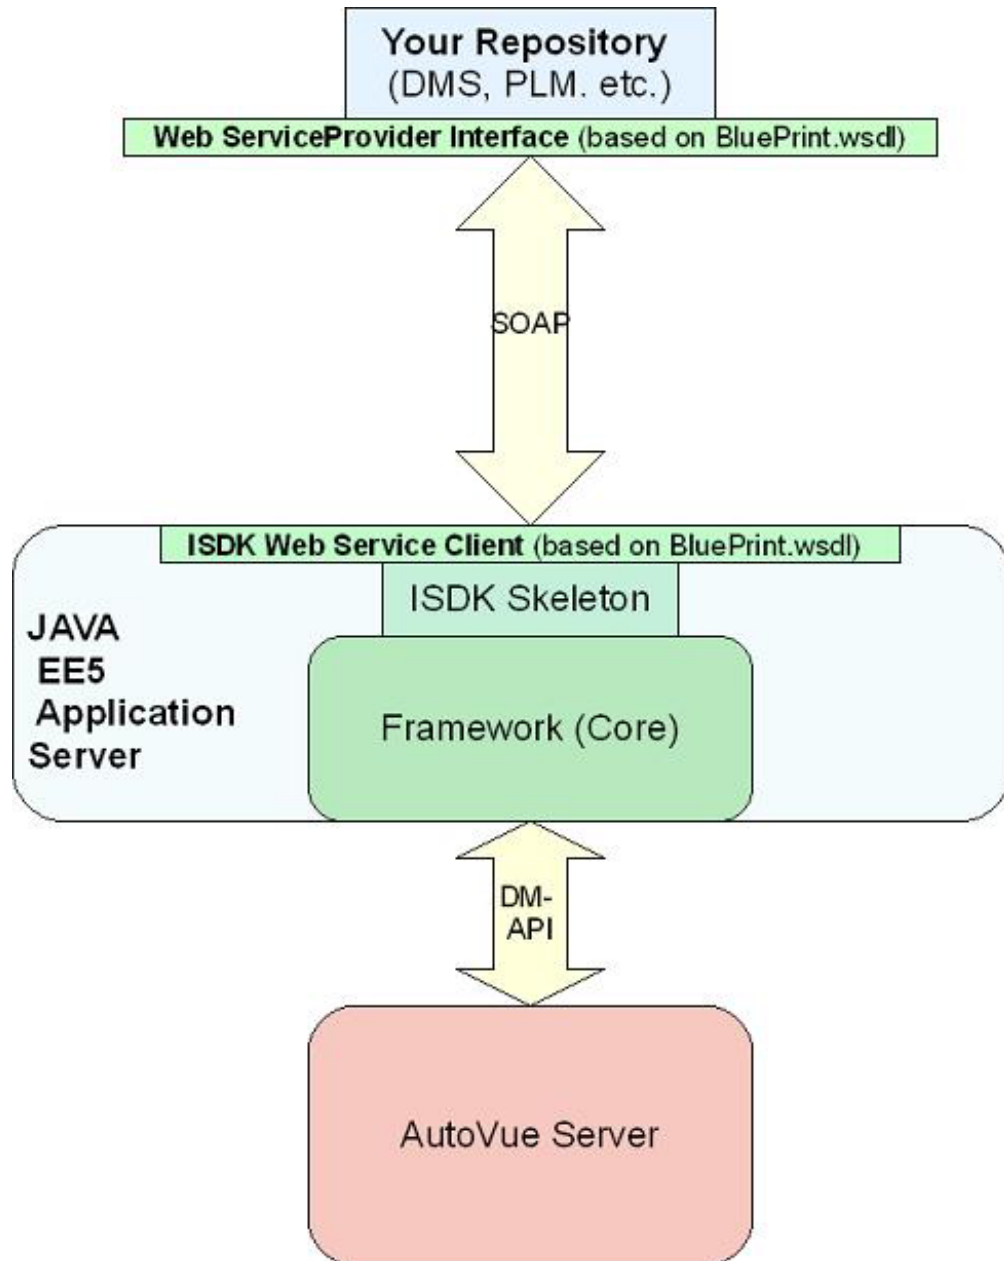 Your Repository
(DMS, PLM. etc.)
Web ServiceProvider Interface (based on BluePrint.wsdl)
SOAP
ISDK Web Service Client (based on BluePrint.wsdl)
ISDK Skeleton
JAVA
EE5
Application
Server
Framework (Core)
DM-
API
AutoVue Server